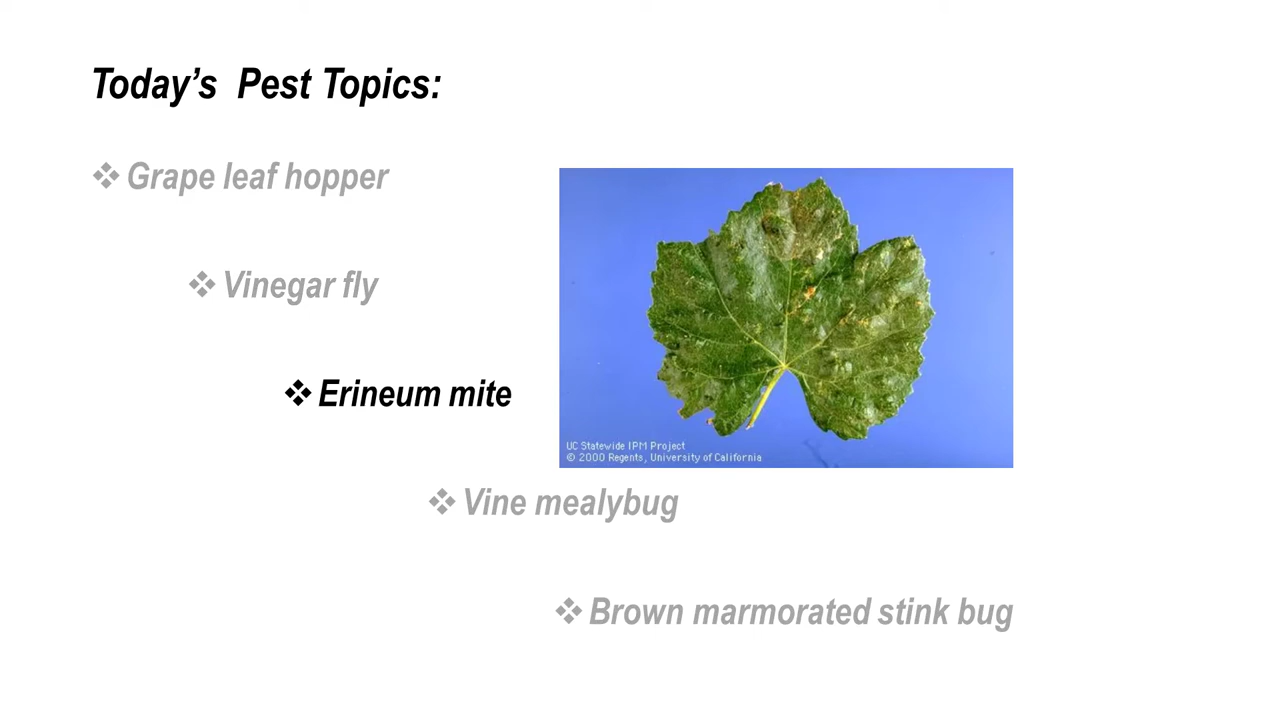 Today’s  Pest Topics:
❖ Grape leaf hopper
❖ Vinegar fly
❖ Erineum mite
UC Statewide IPM Project
© 2000 Regents, University of California
❖ Vine mealybug
❖ Brown marmorated stink bug